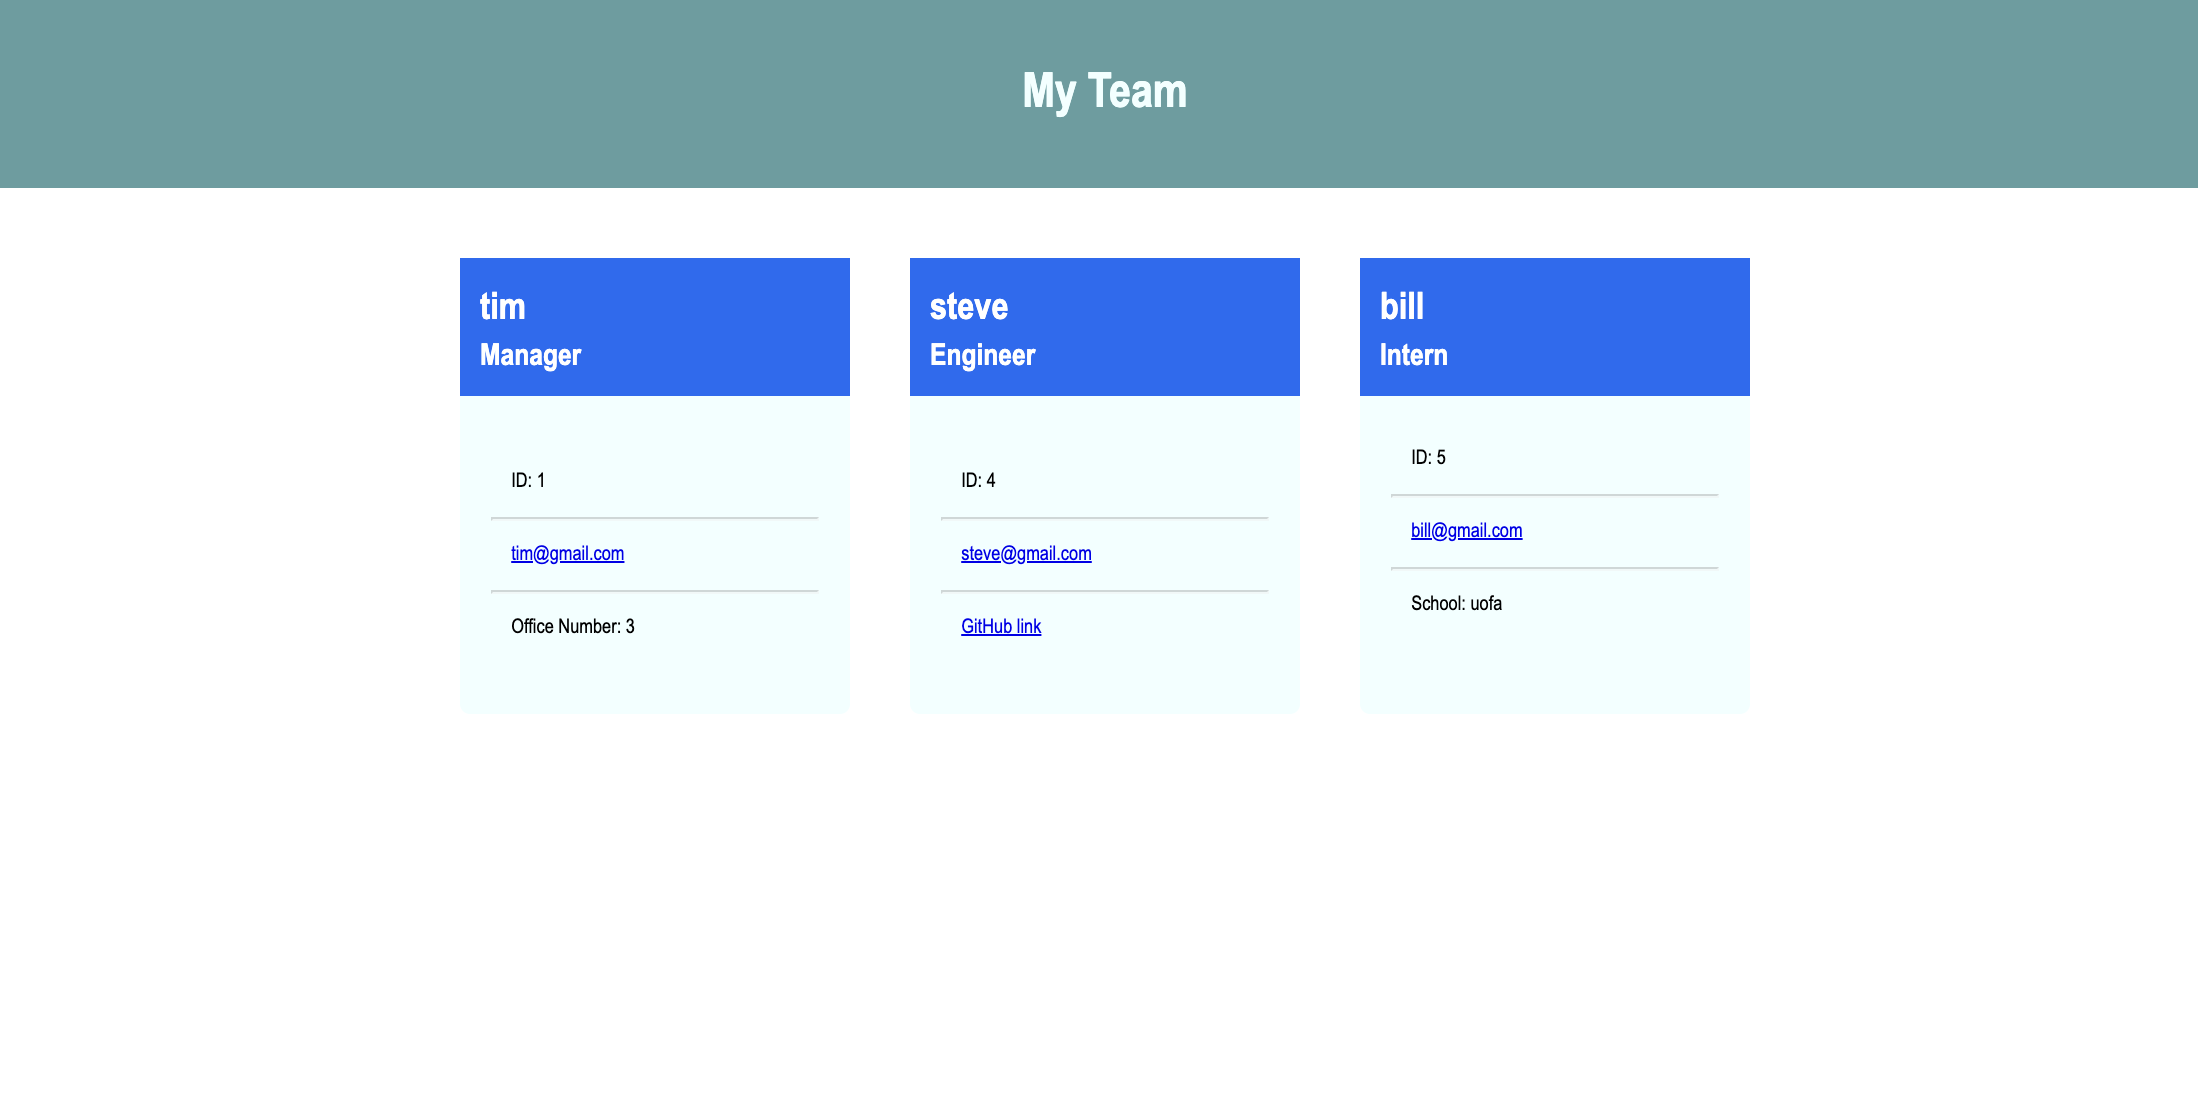 My Team
tim
Manager
ID: 1
tim@gmail.com
Office Number: 3
steve
Engineer
ID: 4
steve@gmail.com
GitHub link
bill
Intern
ID: 5
bill@gmail.com
School: uofa